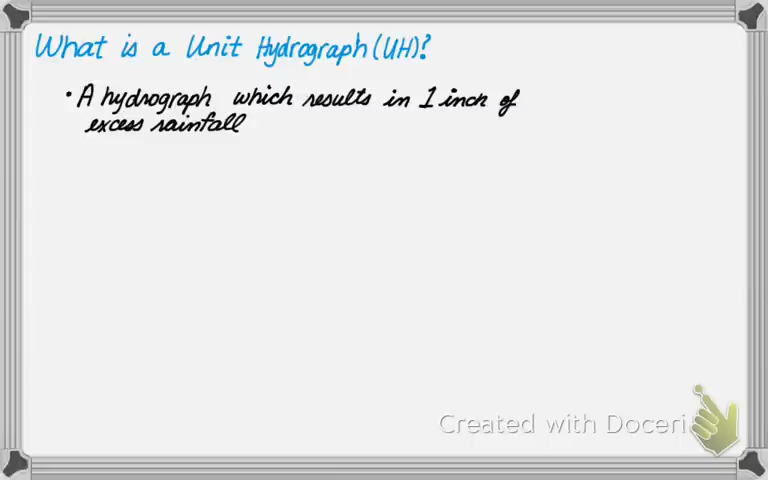 What is a Unit Hydrograph (UH)?
• A hydrograph which results in 1 inch of
excess rainfall
Created with Doceri